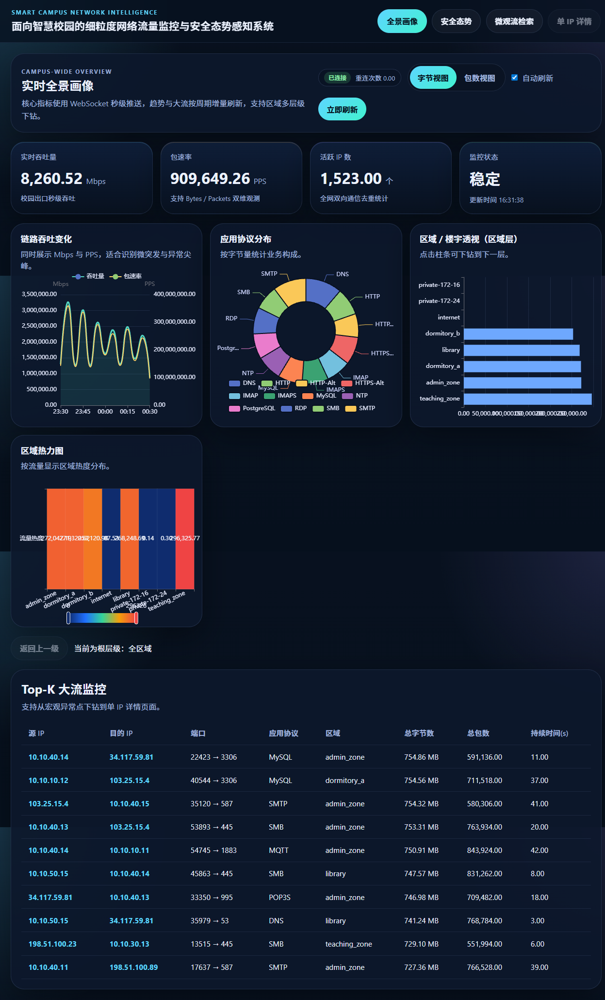 SMART CAMPUS NETWORK INTELLIGENCE
面向智慧校园的细粒度网络流量监控与安全态势感知系统
全景画像 安全态势 微观流检索 单 IP 详情
CAMPUS-WIDE OVERVIEW
实时全景画像
核心指标使用 WebSocket 秒级推送，趋势与大流按周期增量刷新，支持区域多层级
下钻。
已连接 重连次数 0.00 字节视图 包数视图 自动刷新
立即刷新
实时吞吐量
8,260.52 Mbps
校园出口秒级吞吐
包速率
909,649.26 PPS
支持 Bytes / Packets 双维观测
活跃 IP 数
1,523.00 个
全网双向通信去重统计
监控状态
稳定
更新时间 16:31:38
链路吞吐变化
同时展示 Mbps 与 PPS，适合识别微突发与异常尖
峰。
吞吐量 包速率
Mbps PPS
3,500,000.00 400,000,000.00
3,000,000.00
2,500,000.00 300,000,000.00
2,000,000.00
1,500,000.00 200,000,000.00
1,000,000.00 100,000,000.00
500,000.00
0.00 0.00
23:30 23:45 00:00 00:15 00:30
应用协议分布
按字节量统计业务构成。
SMTP DNS
SMB HTTP
RDP HTTP...
Postgr... HTTPS...
NTP IMAP
MySQL IMAPS
DNS HTTP HTTP-Alt HTTPS-Alt
IMAP IMAPS MySQL NTP
PostgreSQL RDP SMB SMTP
区域 / 楼宇透视（区域层）
点击柱条可下钻到下一层。
private-172-16
private-172-24
internet
dormitory_b
library
dormitory_a
admin_zone
teaching_zone
0.00 50,000.00 100,000.00 150,000.00 200,000.00 250,000.00
区域热力图
按流量显示区域热度分布。
流量热度 268,248.69 0.14 0.30 296,325.77
admin_zone dormitory_a dormitory_b internet library private-172-16 private-172-24 teaching_zone
0 296326
返回上一级 当前为根层级：全区域
Top-K 大流监控
支持从宏观异常点下钻到单 IP 详情页面。
源 IP 目的 IP 端口 应用协议 区域 总字节数 总包数 持续时间(s)
10.10.40.14 34.117.59.81 22423 → 3306 MySQL admin_zone 754.86 MB 591,136.00 11.00
10.10.10.12 103.25.15.4 40544 → 3306 MySQL dormitory_a 754.56 MB 711,518.00 37.00
103.25.15.4 10.10.40.15 35120 → 587 SMTP admin_zone 754.32 MB 580,306.00 41.00
10.10.40.13 103.25.15.4 53893 → 445 SMB admin_zone 753.31 MB 763,934.00 20.00
10.10.40.14 10.10.10.11 54745 → 1883 MQTT admin_zone 750.91 MB 843,924.00 42.00
10.10.50.15 10.10.40.14 45863 → 445 SMB library 747.57 MB 831,262.00 8.00
34.117.59.81 10.10.40.13 33350 → 995 POP3S admin_zone 746.98 MB 709,482.00 18.00
10.10.50.15 34.117.59.81 35979 → 53 DNS library 741.24 MB 768,784.00 3.00
198.51.100.23 10.10.30.13 13515 → 445 SMB teaching_zone 729.10 MB 551,994.00 6.00
10.10.40.11 198.51.100.89 17637 → 587 SMTP admin_zone 727.36 MB 766,528.00 39.00